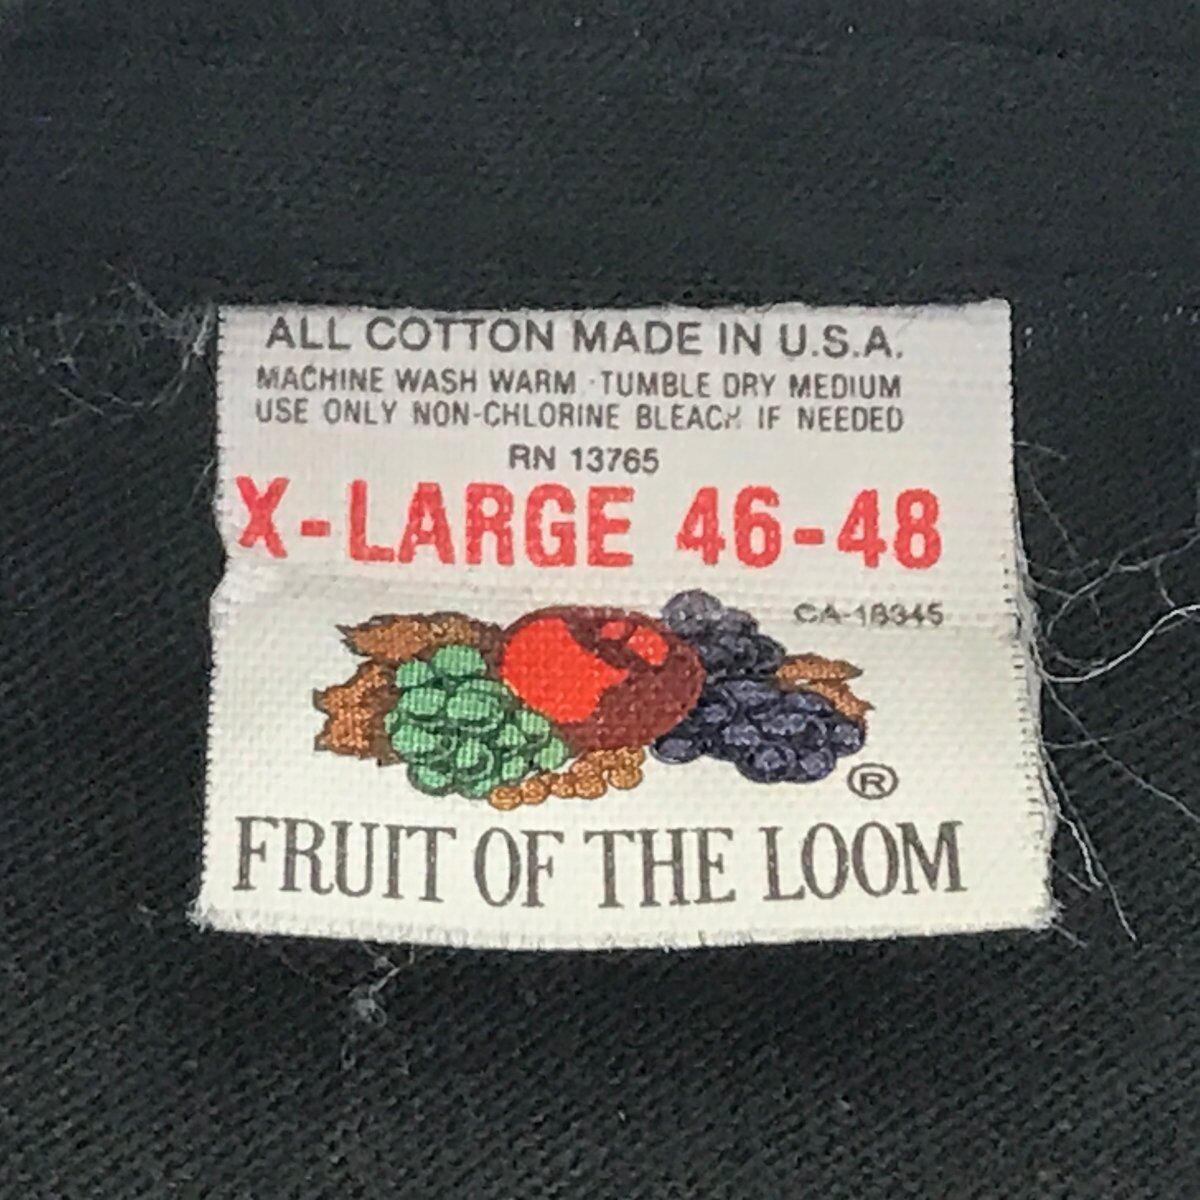 ALL COTTON MADE IN U.S.A.
MACHINE WASH WARM · TUMBLE DRY MEDIUM
USE ONLY NON-CHLORINE BLEACH IF NEEDED
RN 13765
X-LARGE 46-48
CA-18345
®
FRUIT OF THE LOOM